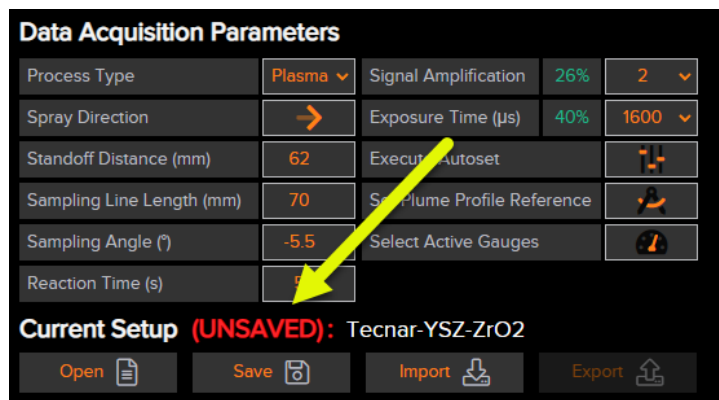 Data Acquisition Parameters
Process Type Plasma Signal Amplification 26% 2
Spray Direction Exposure Time (µs) 40% 1600
Standoff Distance (mm) 62 Execute Autoset
Sampling Line Length (mm) 70 Set Plume Profile Reference
Sampling Angle (°) -5.5 Select Active Gauges
Reaction Time (s)
Current Setup (UNSAVED): Tecnar-YSZ-ZrO2
Open Save Import Export